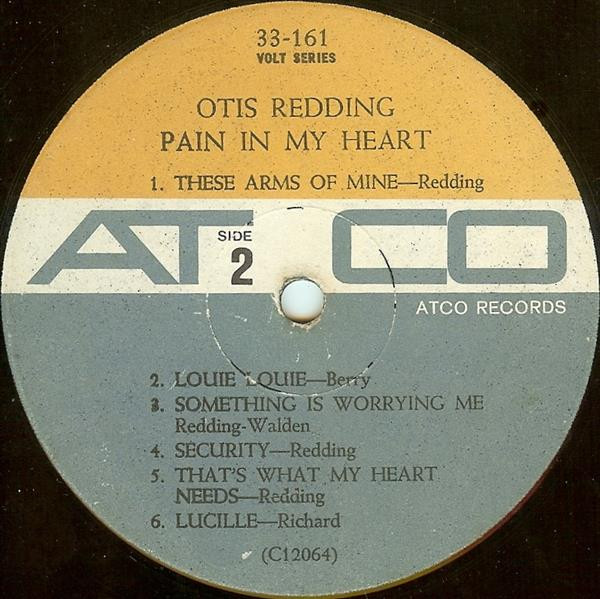 33-161
VOLT SERIES
OTIS REDDING
PAIN IN MY HEART
1. THESE ARMS OF MINE—Redding
ATCO
SIDE
2
ATCO RECORDS
2. LOUIE LOUIE—Berry
3. SOMETHING IS WORRYING ME
Redding-Walden
4. SECURITY—Redding
5. THAT'S WHAT MY HEART
NEEDS—Redding
6. LUCILLE—Richard
(C12064)